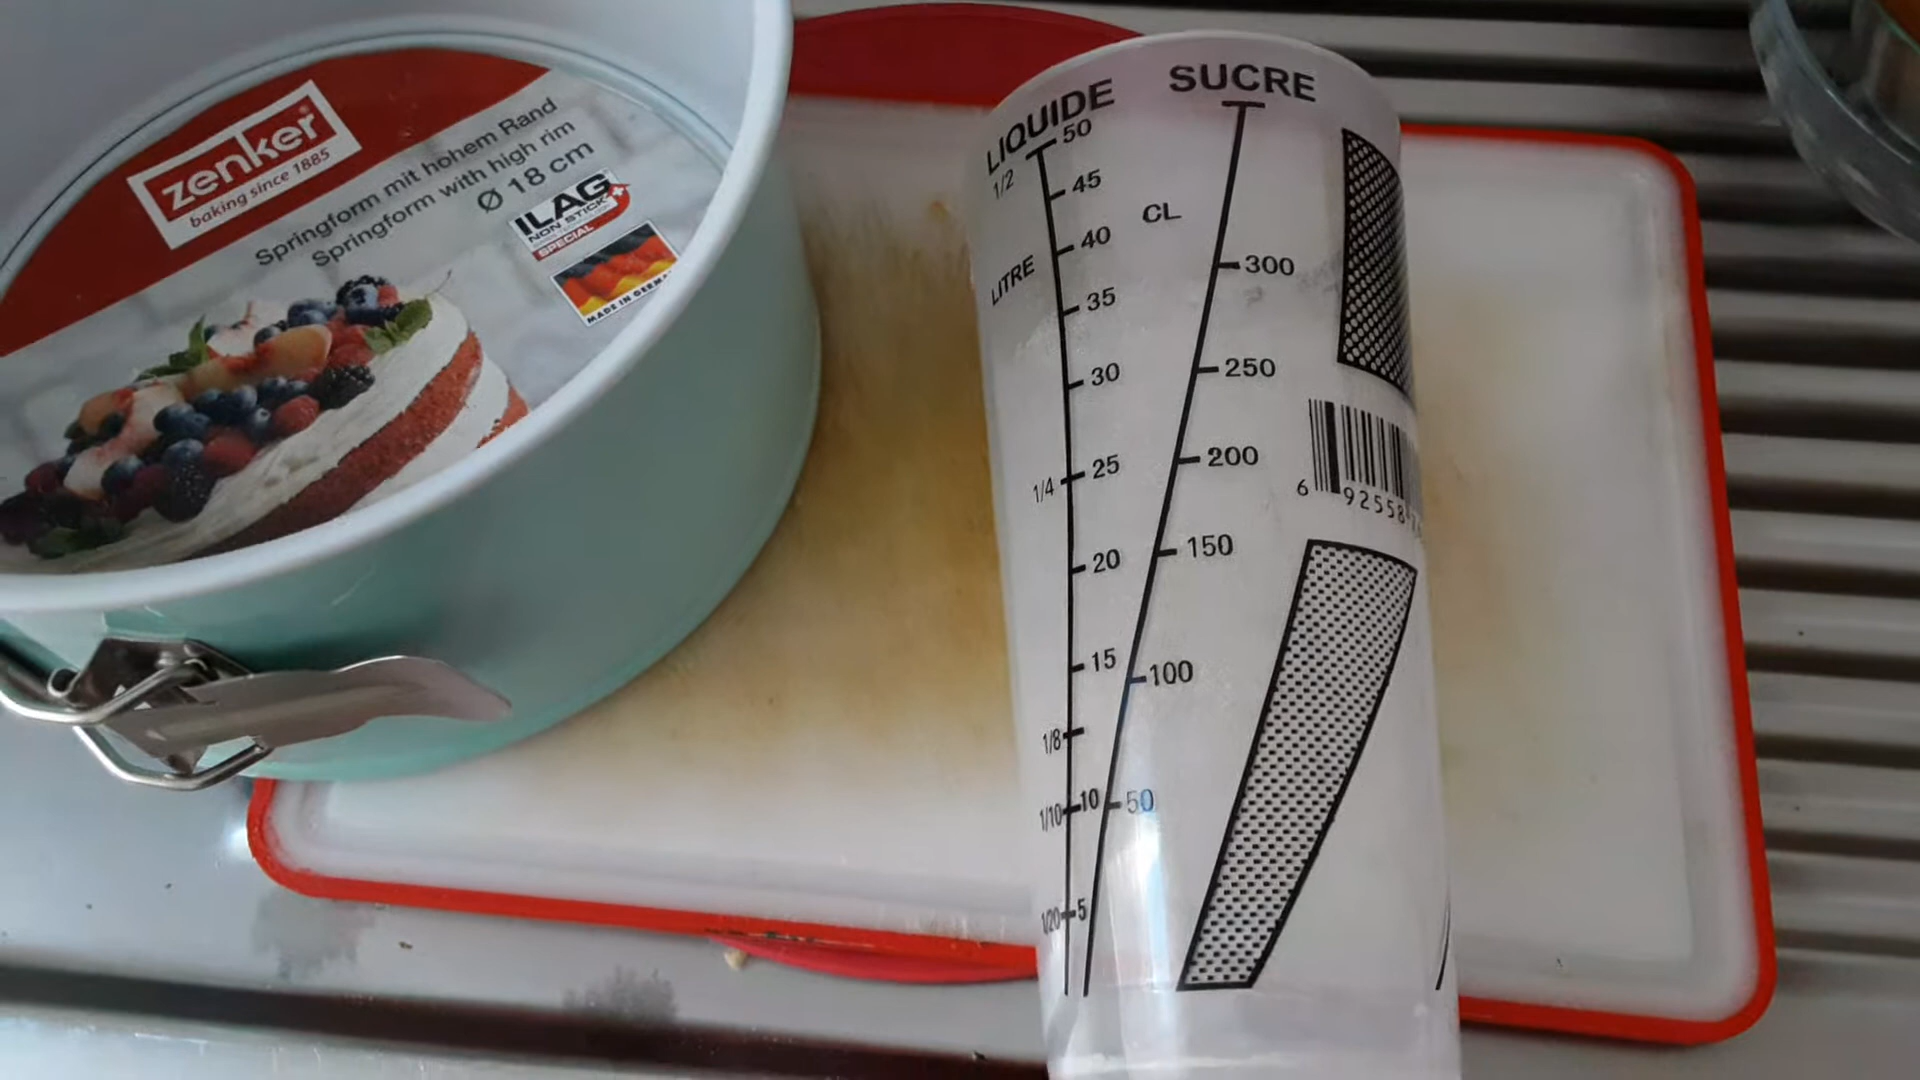 zenker
baking since 1885
Springform mit hohem Rand
Springform with high rim
Ø 18 cm
ILAG
NON STICK
SPECIAL
MADE IN
LIQUIDE
SUCRE
1/2
50
45
CL
40
LITRE
300
35
30
250
1/4
25
200
6 92558
20
150
15
100
1/8
1/10
10
50
1/20
5